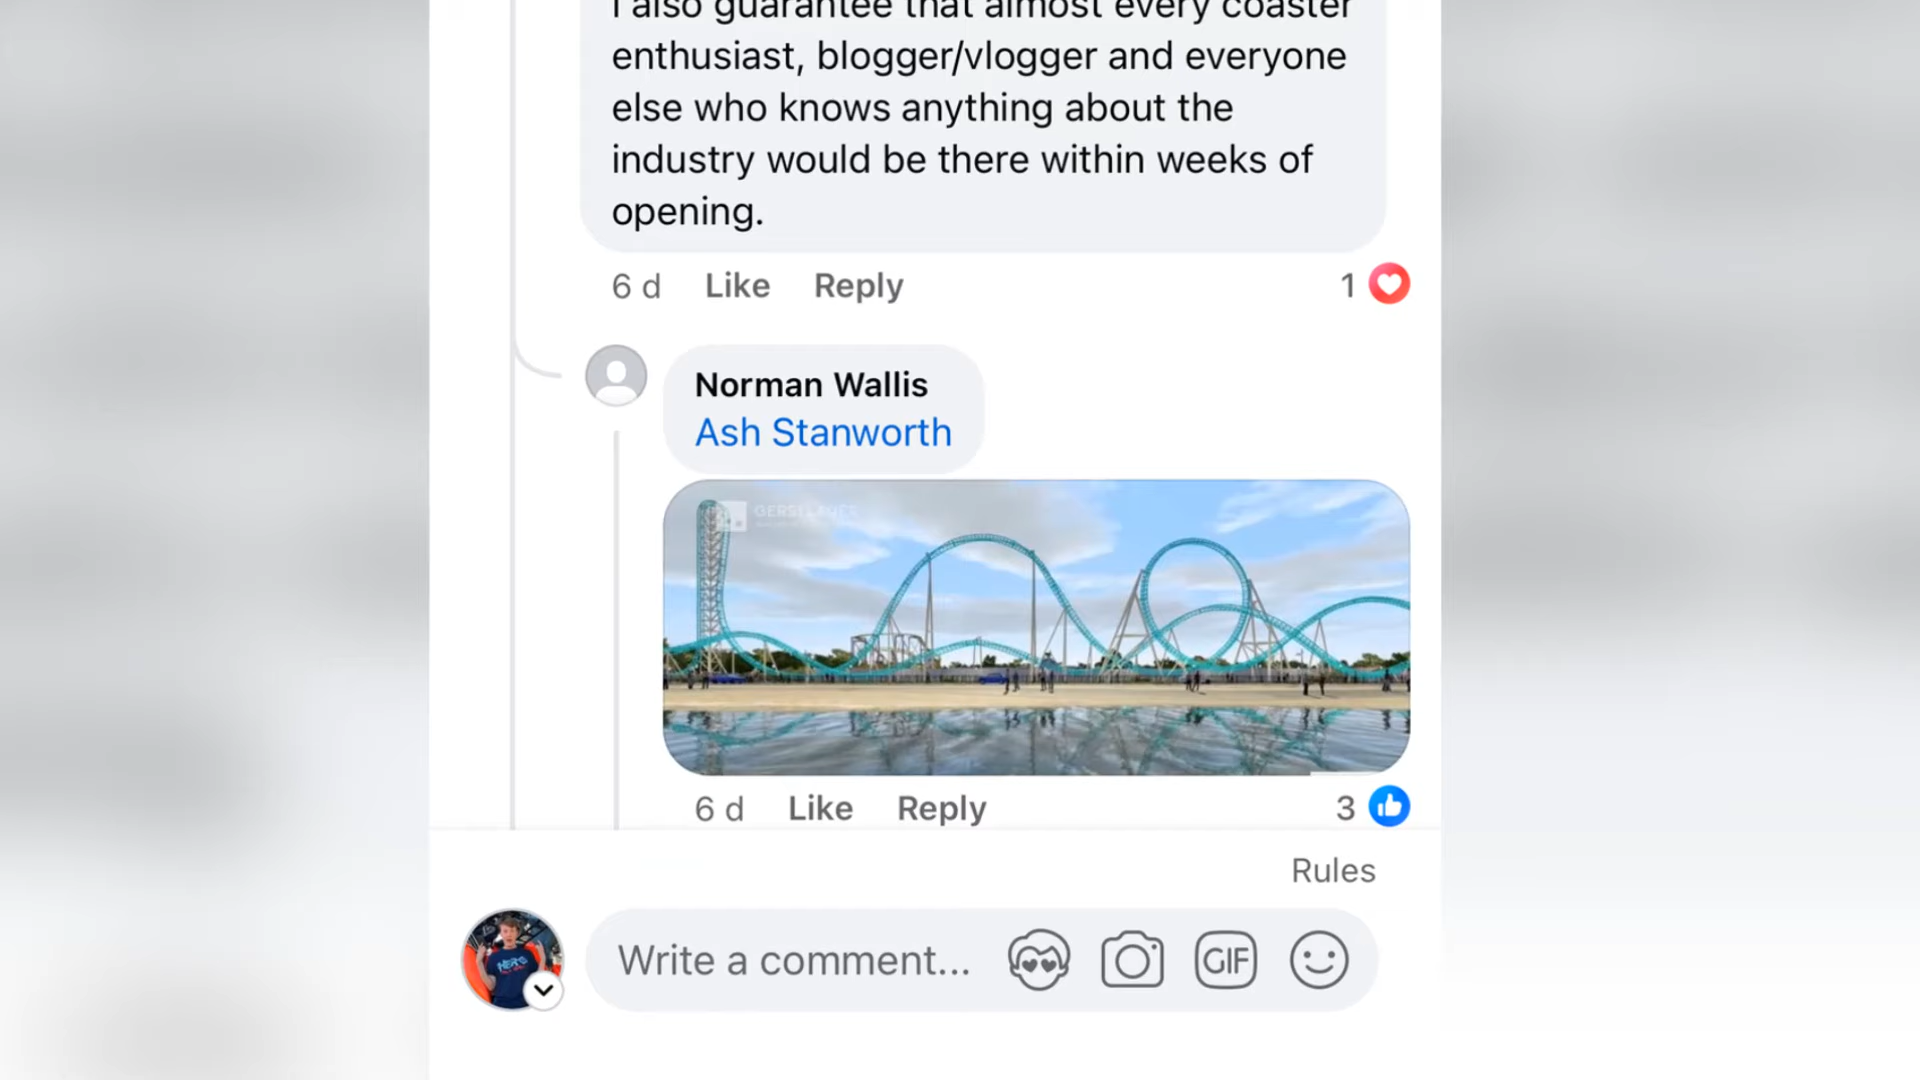 I also guarantee that almost every coaster
enthusiast, blogger/vlogger and everyone
else who knows anything about the
industry would be there within weeks of
opening.
6 d Like Reply 1
Norman Wallis
Ash Stanworth
GERSTLAUER
6 d Like Reply 3
Rules
Write a comment... GIF